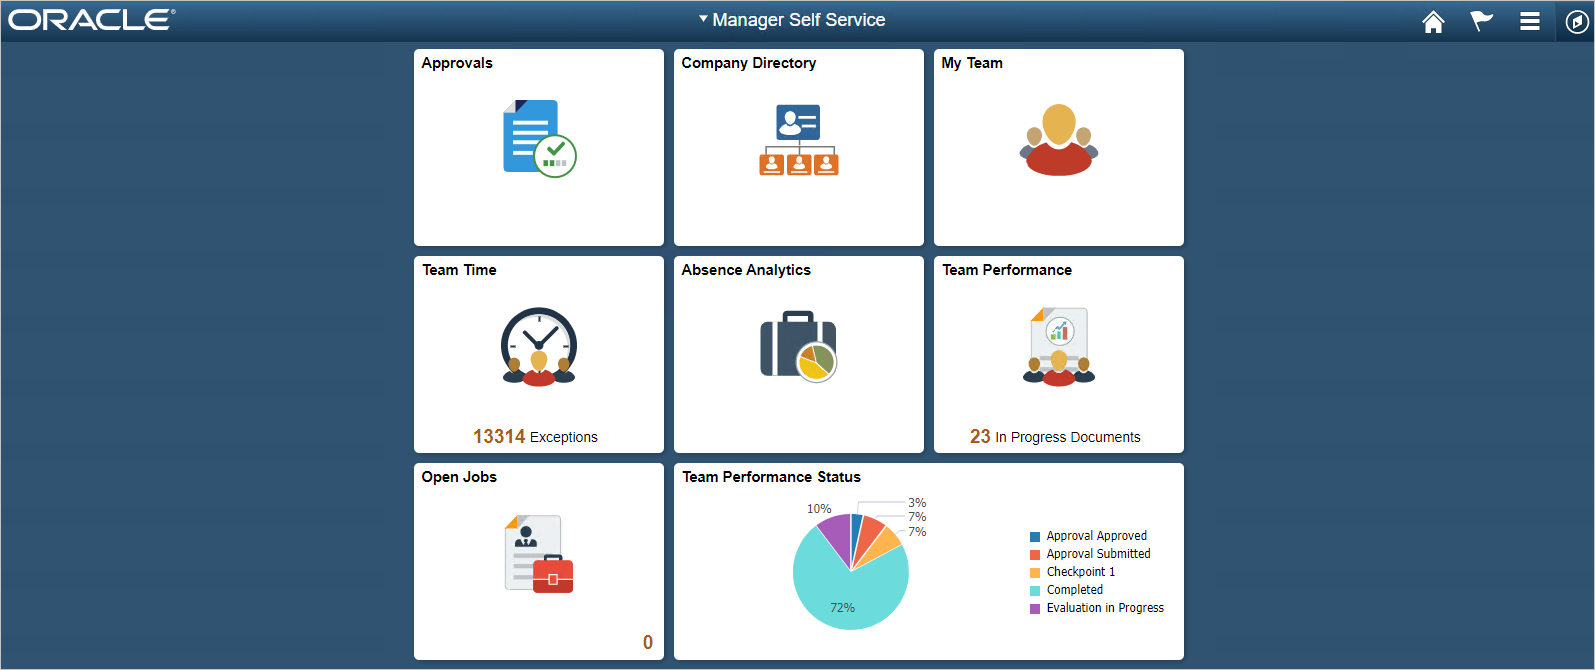 ORACLE®
Manager Self Service
Approvals
Company Directory
My Team
Team Time
13314 Exceptions
Absence Analytics
Team Performance
23 In Progress Documents
Open Jobs
0
Team Performance Status
3%
10%
7%
7%
72%
Approval Approved
Approval Submitted
Checkpoint 1
Completed
Evaluation in Progress